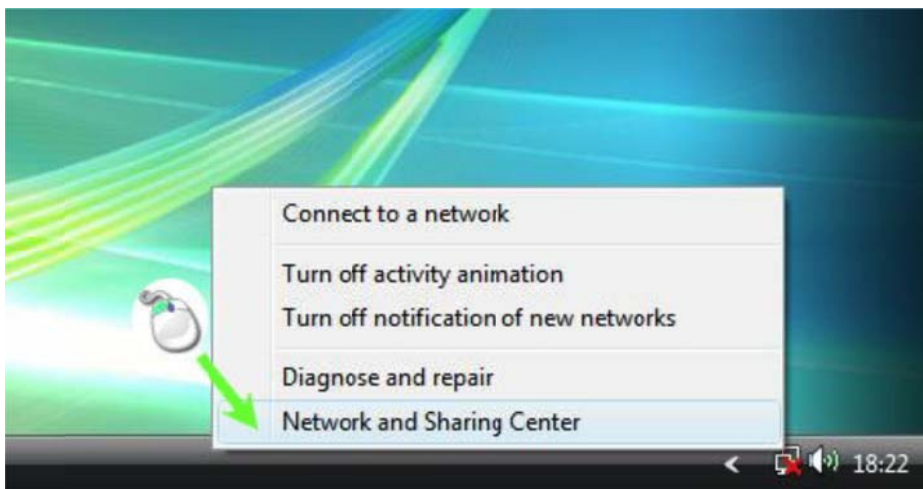 Connect to a network
Turn off activity animation
Turn off notification of new networks
Diagnose and repair
Network and Sharing Center
18:22